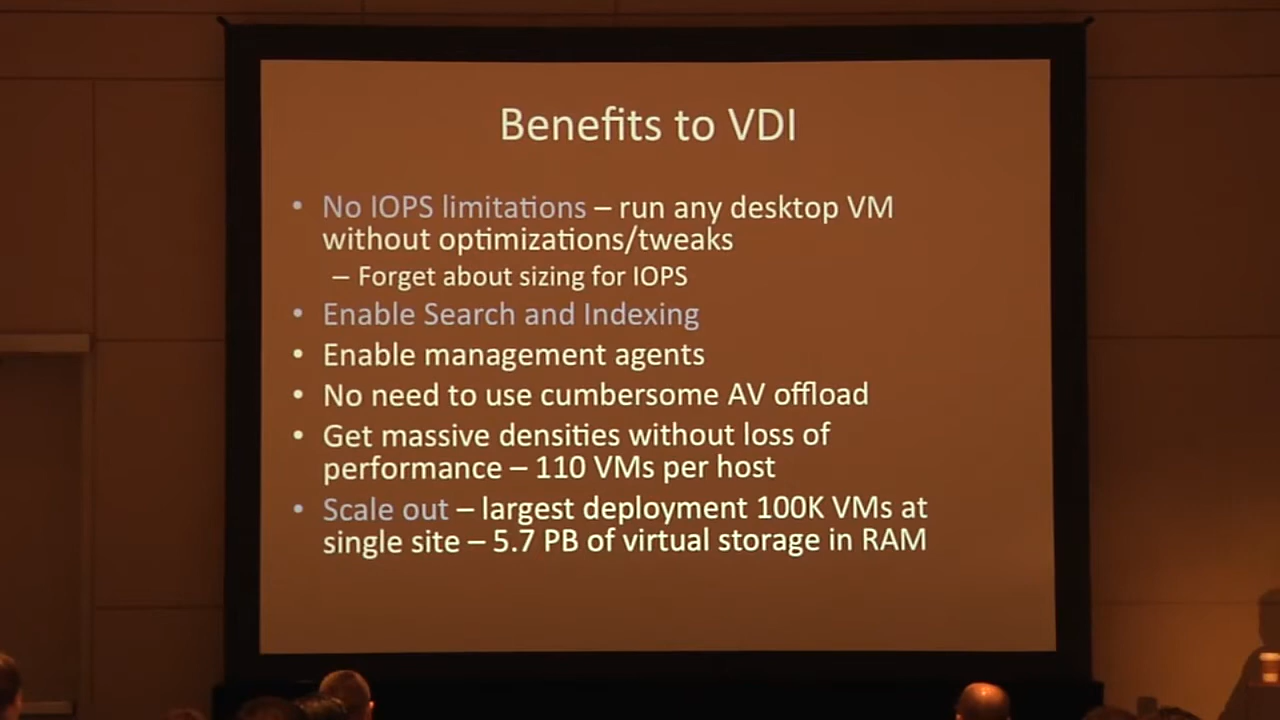 Benefits to VDI
• No IOPS limitations – run any desktop VM
without optimizations/tweaks
– Forget about sizing for IOPS
• Enable Search and Indexing
• Enable management agents
• No need to use cumbersome AV offload
• Get massive densities without loss of
performance – 110 VMs per host
• Scale out – largest deployment 100K VMs at
single site – 5.7 PB of virtual storage in RAM